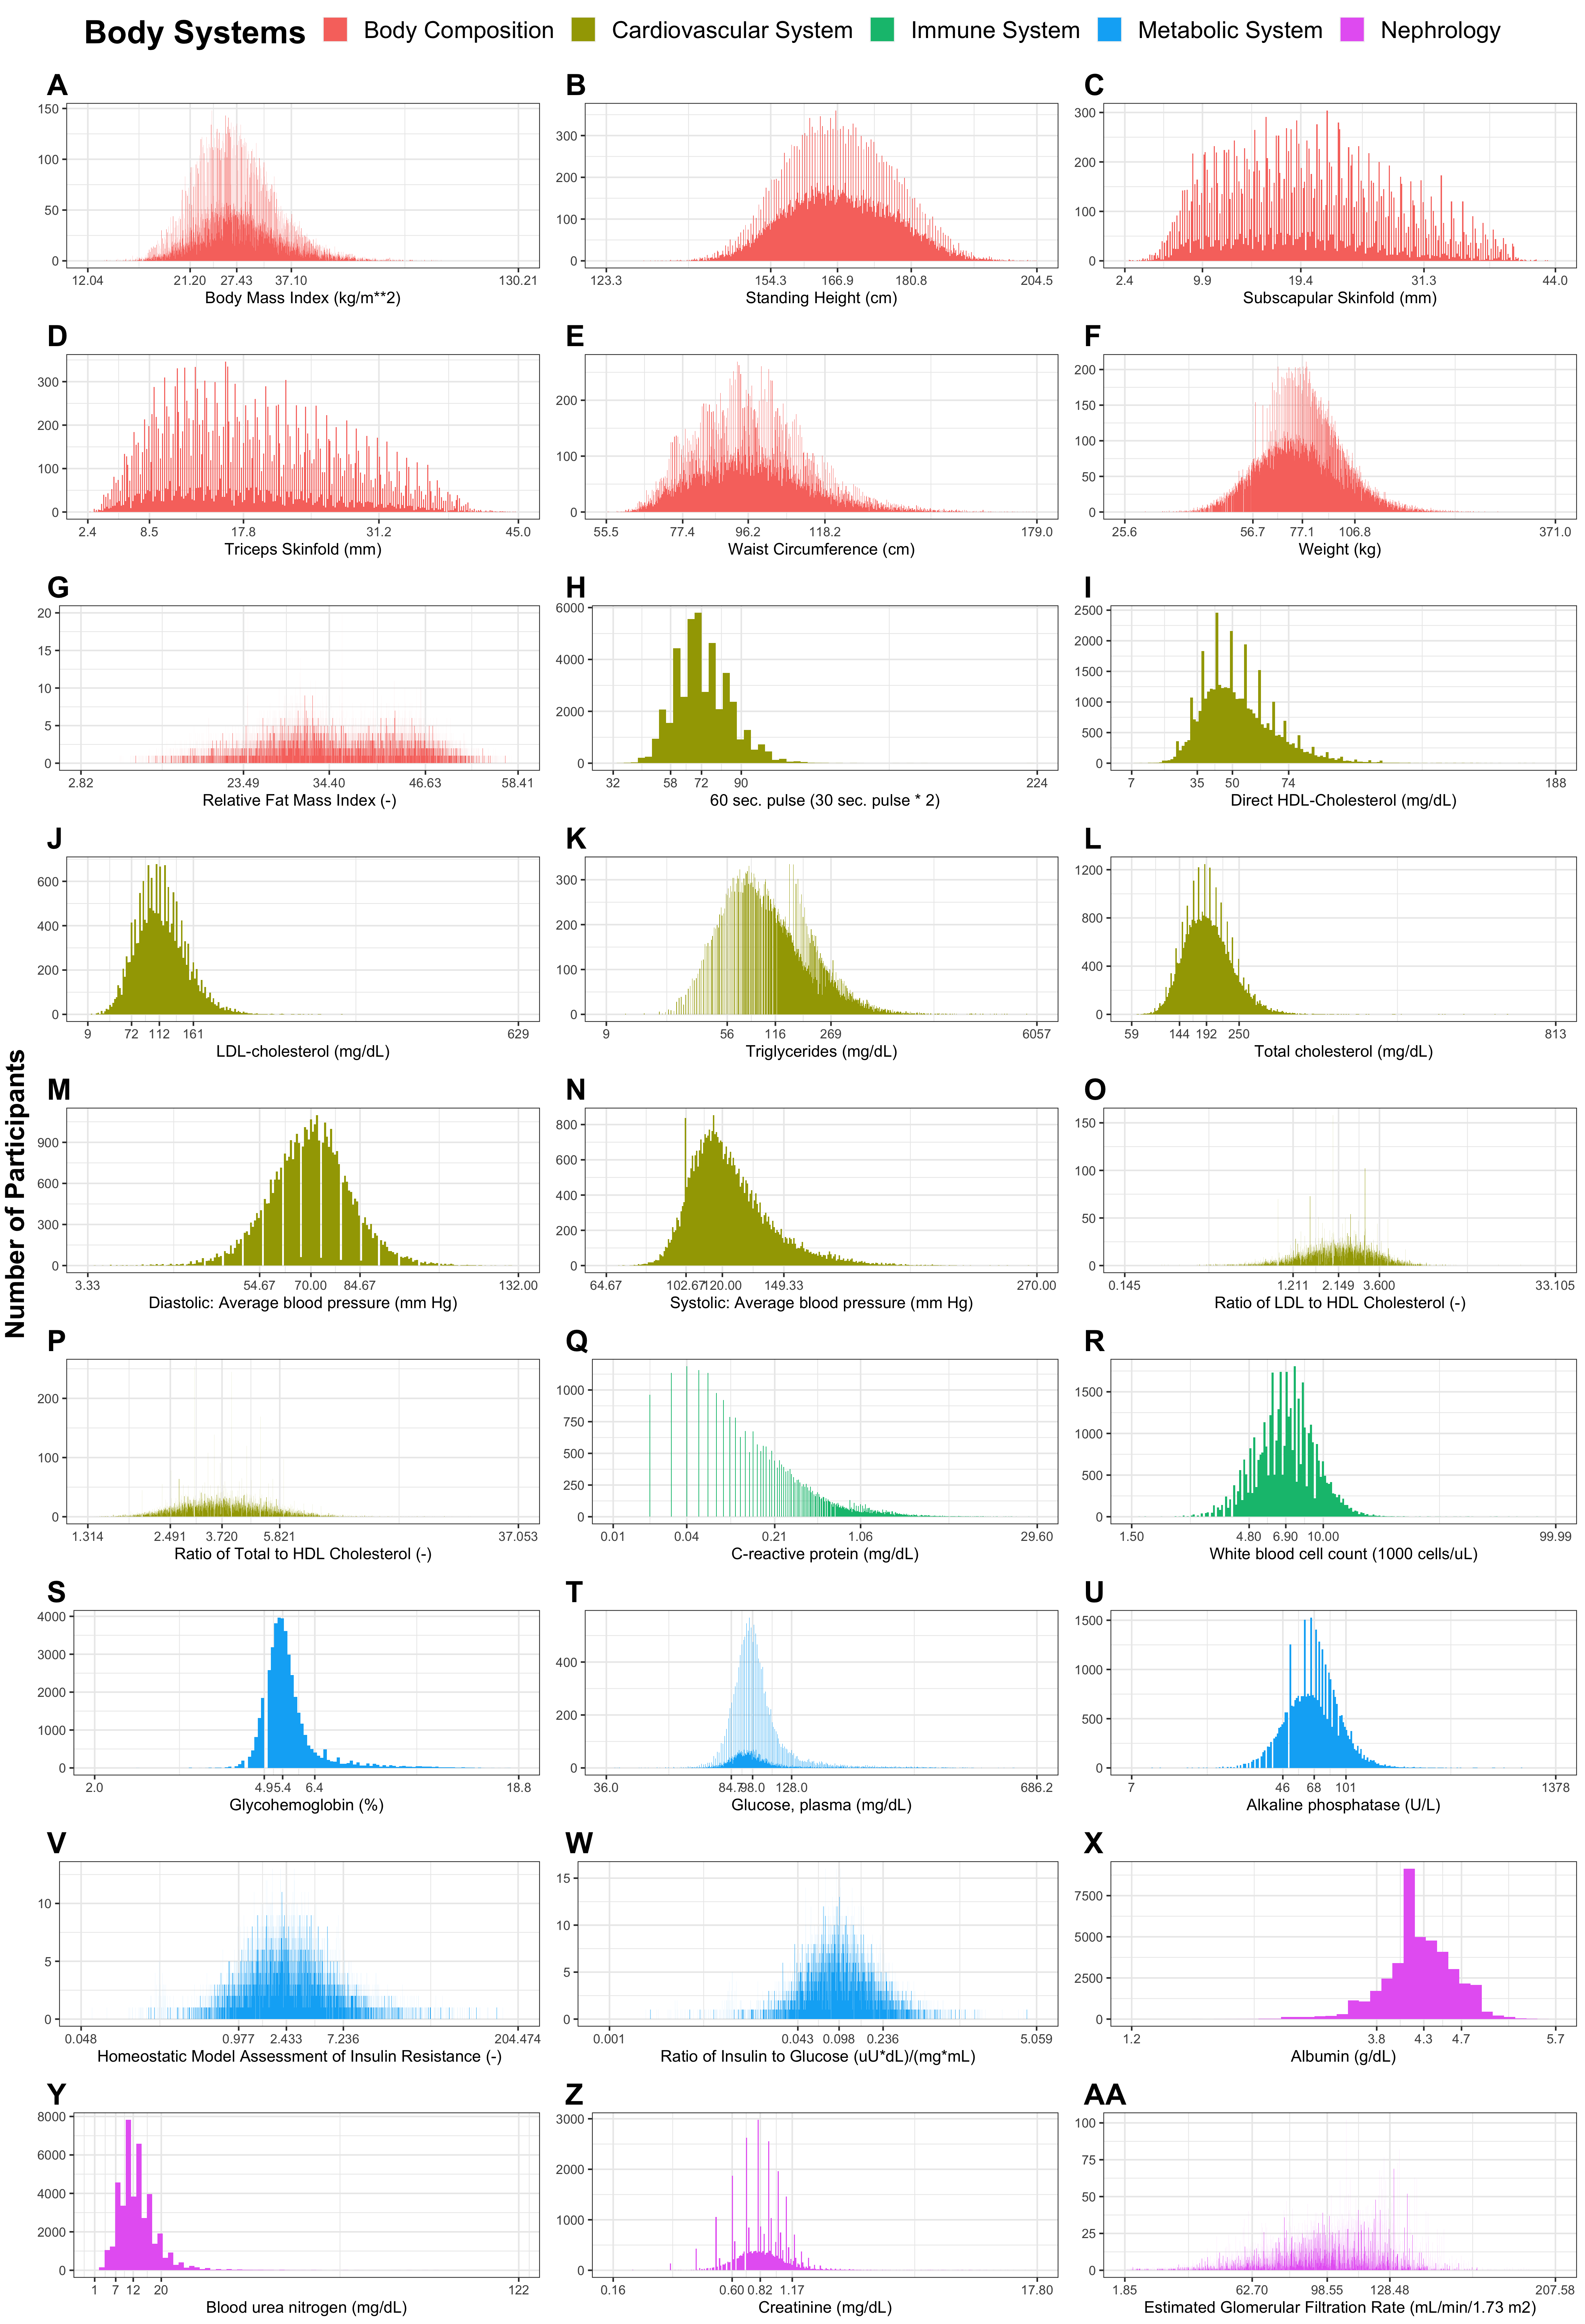 Body Systems Body Composition Cardiovascular System Immune System Metabolic System Nephrology
Number of Participants
A
150
100
50
0
12.04 21.20 27.43 37.10 130.21
Body Mass Index (kg/m**2)
B
300
200
100
0
123.3 154.3 166.9 180.8 204.5
Standing Height (cm)
C
300
200
100
0
2.4 9.9 19.4 31.3 44.0
Subscapular Skinfold (mm)
D
300
200
100
0
2.4 8.5 17.8 31.2 45.0
Triceps Skinfold (mm)
E
200
100
0
55.5 77.4 96.2 118.2 179.0
Waist Circumference (cm)
F
200
150
100
50
0
25.6 56.7 77.1 106.8 371.0
Weight (kg)
G
20
15
10
5
0
2.82 23.49 34.40 46.63 58.41
Relative Fat Mass Index (-)
H
6000
4000
2000
0
32 58 72 90 224
60 sec. pulse (30 sec. pulse * 2)
I
2500
2000
1500
1000
500
0
7 35 50 74 188
Direct HDL-Cholesterol (mg/dL)
J
600
400
200
0
9 72 112 161 629
LDL-cholesterol (mg/dL)
K
300
200
100
0
9 56 116 269 6057
Triglycerides (mg/dL)
L
1200
800
400
0
59 144 192 250 813
Total cholesterol (mg/dL)
M
900
600
300
0
3.33 54.67 70.00 84.67 132.00
Diastolic: Average blood pressure (mm Hg)
N
800
600
400
200
0
64.67 102.67 120.00 149.33 270.00
Systolic: Average blood pressure (mm Hg)
O
150
100
50
0
0.145 1.211 2.149 3.600 33.105
Ratio of LDL to HDL Cholesterol (-)
P
200
100
0
1.314 2.491 3.720 5.821 37.053
Ratio of Total to HDL Cholesterol (-)
Q
1000
750
500
250
0
0.01 0.04 0.21 1.06 29.60
C-reactive protein (mg/dL)
R
1500
1000
500
0
1.50 4.80 6.90 10.00 99.99
White blood cell count (1000 cells/uL)
S
4000
3000
2000
1000
0
2.0 4.9 5.4 6.4 18.8
Glycohemoglobin (%)
T
400
200
0
36.0 84.7 98.0 128.0 686.2
Glucose, plasma (mg/dL)
U
1500
1000
500
0
7 46 68 101 1378
Alkaline phosphatase (U/L)
V
10
5
0
0.048 0.977 2.433 7.236 204.474
Homeostatic Model Assessment of Insulin Resistance (-)
W
15
10
5
0
0.001 0.043 0.098 0.236 5.059
Ratio of Insulin to Glucose (uU*dL)/(mg*mL)
X
7500
5000
2500
0
1.2 3.8 4.3 4.7 5.7
Albumin (g/dL)
Y
8000
6000
4000
2000
0
1 7 12 20 122
Blood urea nitrogen (mg/dL)
Z
3000
2000
1000
0
0.16 0.60 0.82 1.17 17.80
Creatinine (mg/dL)
AA
100
75
50
25
0
1.85 62.70 98.55 128.48 207.58
Estimated Glomerular Filtration Rate (mL/min/1.73 m2)